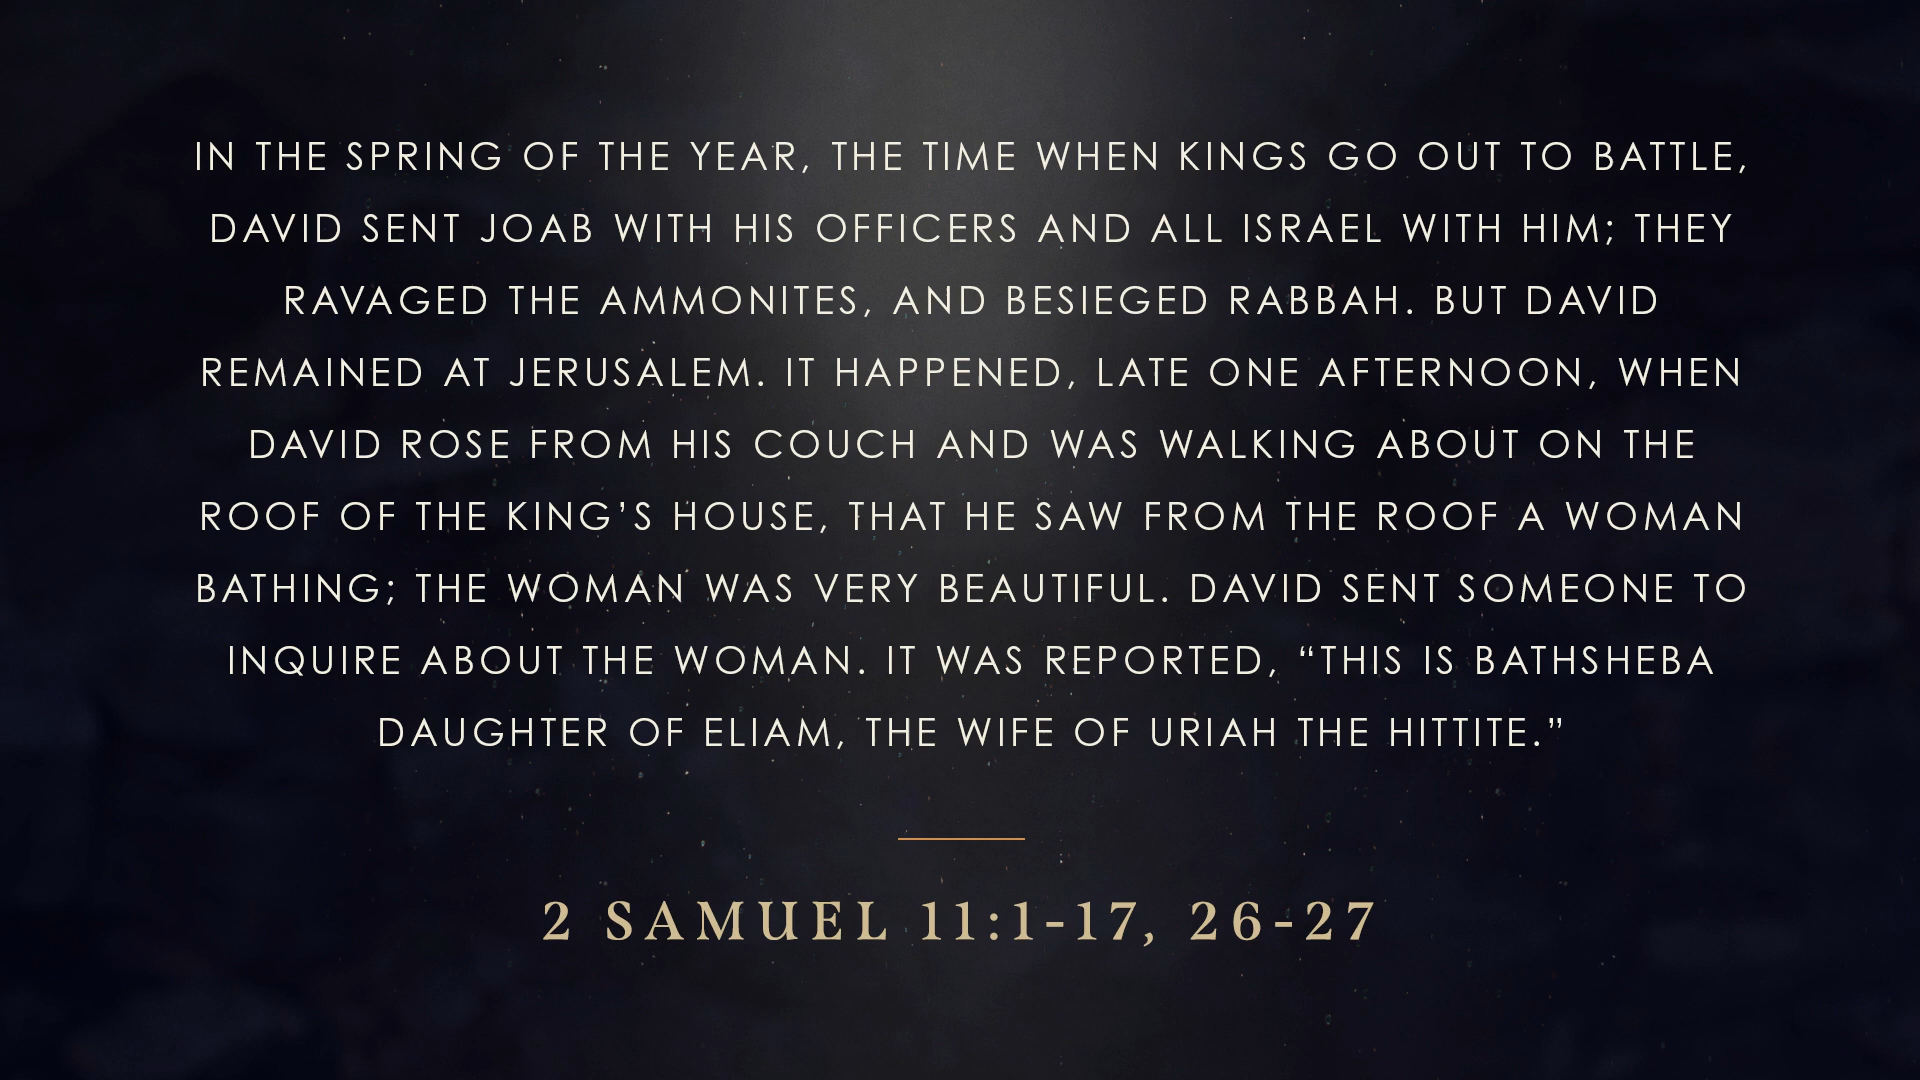 IN THE SPRING OF THE YEAR, THE TIME WHEN KINGS GO OUT TO BATTLE,
DAVID SENT JOAB WITH HIS OFFICERS AND ALL ISRAEL WITH HIM; THEY
RAVAGED THE AMMONITES, AND BESIEGED RABBAH. BUT DAVID
REMAINED AT JERUSALEM. IT HAPPENED, LATE ONE AFTERNOON, WHEN
DAVID ROSE FROM HIS COUCH AND WAS WALKING ABOUT ON THE
ROOF OF THE KING’S HOUSE, THAT HE SAW FROM THE ROOF A WOMAN
BATHING; THE WOMAN WAS VERY BEAUTIFUL. DAVID SENT SOMEONE TO
INQUIRE ABOUT THE WOMAN. IT WAS REPORTED, “THIS IS BATHSHEBA
DAUGHTER OF ELIAM, THE WIFE OF URIAH THE HITTITE.”
2 SAMUEL 11:1-17, 26-27